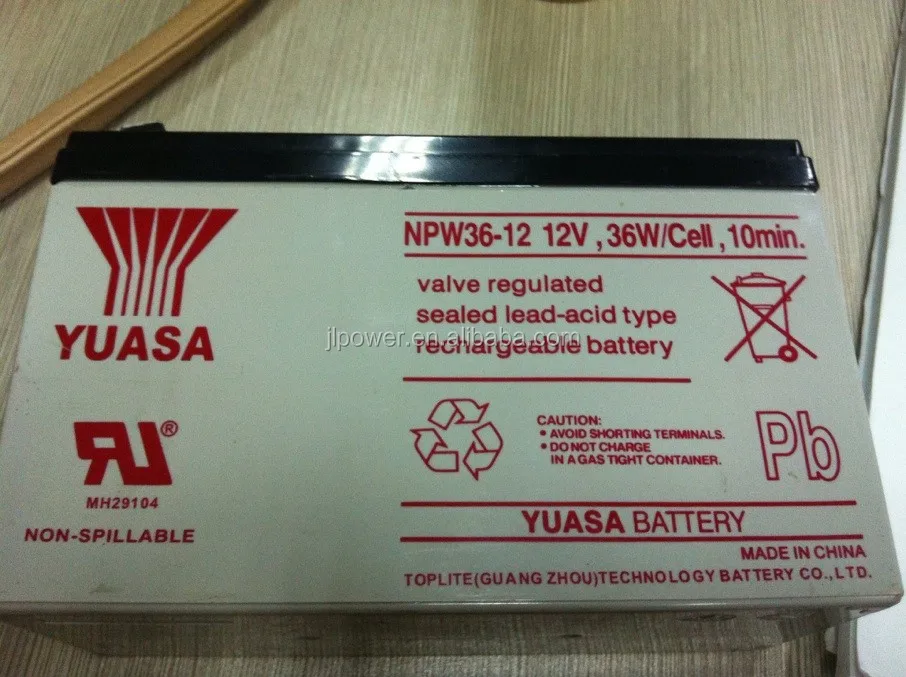 YUASA
NPW36-12 12V , 36W/Cell , 10min.
valve regulated
sealed lead-acid type
rechargeable battery
jlpower.en.alibaba.com
RU®
MH29104
NON-SPILLABLE
CAUTION:
• AVOID SHORTING TERMINALS.
• DO NOT CHARGE
IN A GAS TIGHT CONTAINER.
Pb
YUASA BATTERY
MADE IN CHINA
TOPLITE(GUANG ZHOU)TECHNOLOGY BATTERY CO.,LTD.